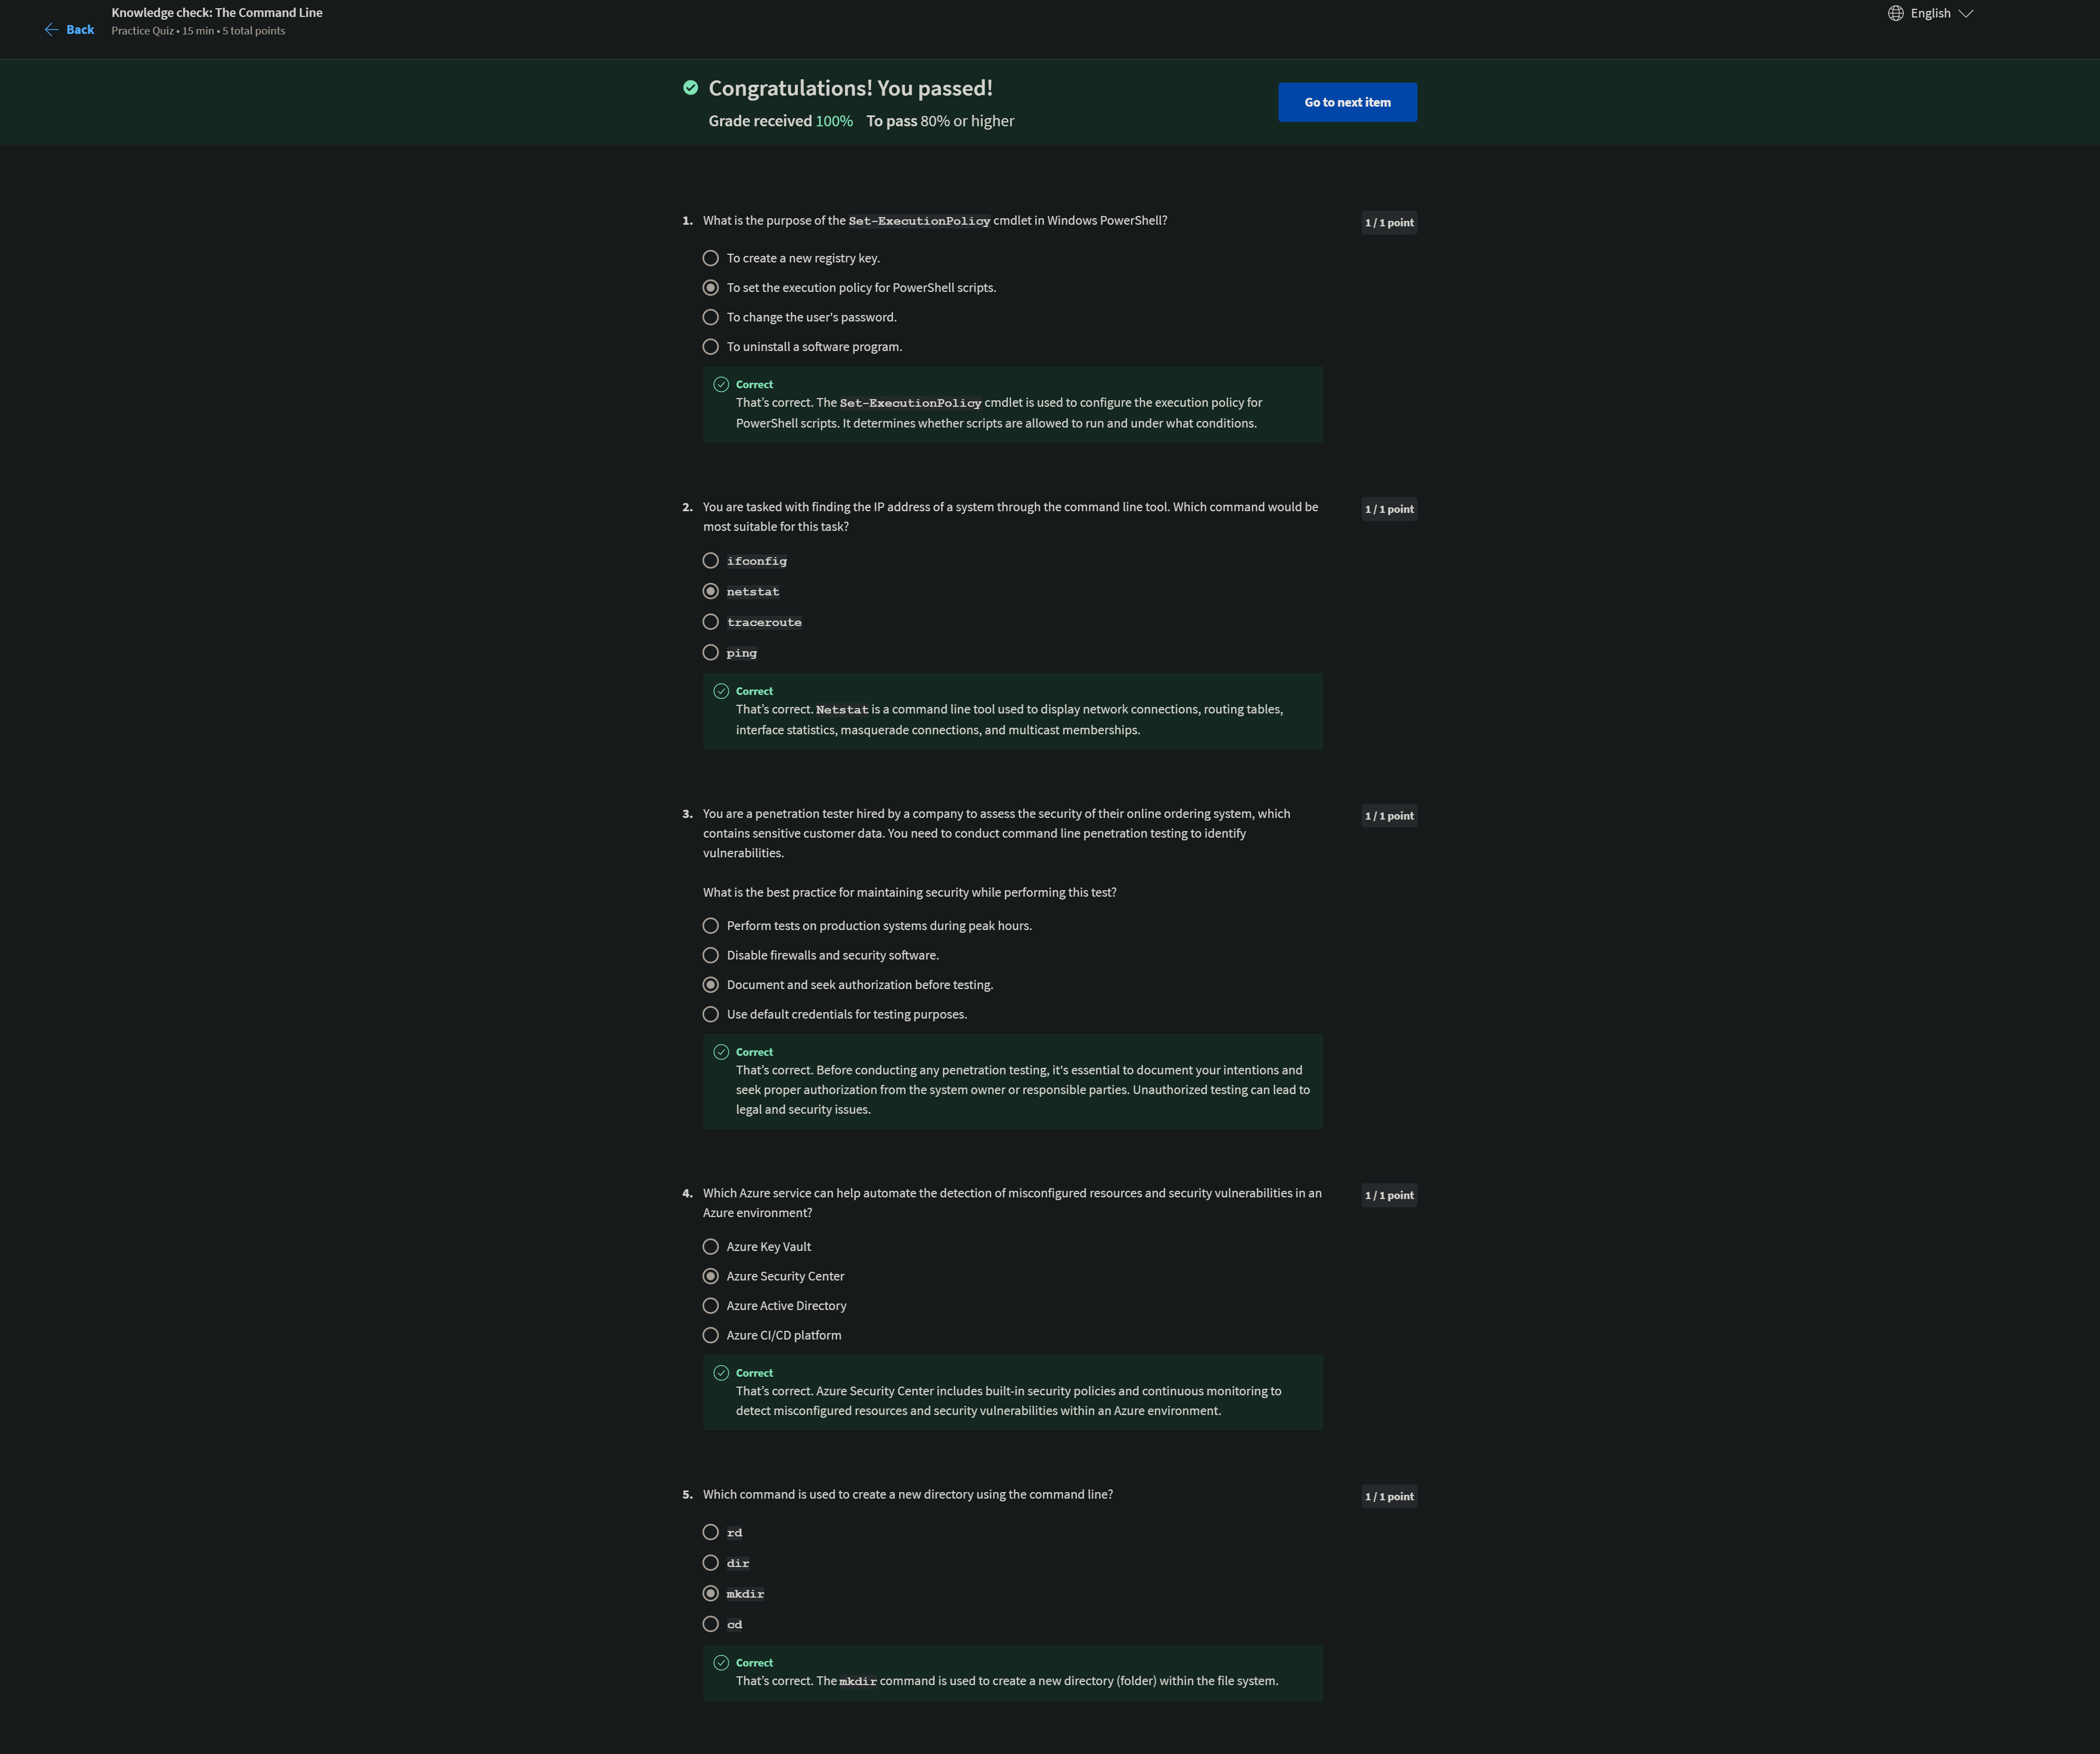 Back
Knowledge check: The Command Line
Practice Quiz • 15 min • 5 total points
English
Congratulations! You passed!
Grade received 100% To pass 80% or higher
Go to next item
1. What is the purpose of the Set-ExecutionPolicy cmdlet in Windows PowerShell?
1 / 1 point
To create a new registry key.
To set the execution policy for PowerShell scripts.
To change the user's password.
To uninstall a software program.
Correct
That's correct. The Set-ExecutionPolicy cmdlet is used to configure the execution policy for
PowerShell scripts. It determines whether scripts are allowed to run and under what conditions.
2. You are tasked with finding the IP address of a system through the command line tool. Which command would be
most suitable for this task?
1 / 1 point
ifconfig
netstat
traceroute
ping
Correct
That's correct. Netstat is a command line tool used to display network connections, routing tables,
interface statistics, masquerade connections, and multicast memberships.
3. You are a penetration tester hired by a company to assess the security of their online ordering system, which
contains sensitive customer data. You need to conduct command line penetration testing to identify
vulnerabilities.
1 / 1 point
What is the best practice for maintaining security while performing this test?
Perform tests on production systems during peak hours.
Disable firewalls and security software.
Document and seek authorization before testing.
Use default credentials for testing purposes.
Correct
That's correct. Before conducting any penetration testing, it's essential to document your intentions and
seek proper authorization from the system owner or responsible parties. Unauthorized testing can lead to
legal and security issues.
4. Which Azure service can help automate the detection of misconfigured resources and security vulnerabilities in an
Azure environment?
1 / 1 point
Azure Key Vault
Azure Security Center
Azure Active Directory
Azure CI/CD platform
Correct
That's correct. Azure Security Center includes built-in security policies and continuous monitoring to
detect misconfigured resources and security vulnerabilities within an Azure environment.
5. Which command is used to create a new directory using the command line?
1 / 1 point
rd
dir
mkdir
cd
Correct
That's correct. The mkdir command is used to create a new directory (folder) within the file system.